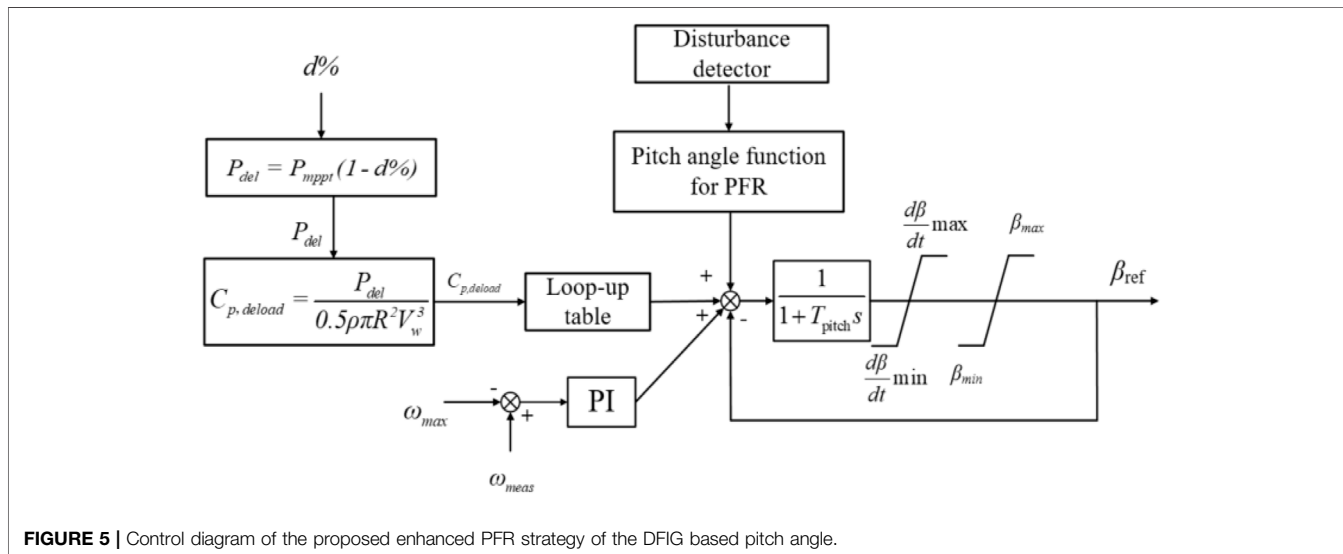 Disturbance
detector
d%
P_del = P_mppt (1 - d%)
Pitch angle function
for PFR
P_del
C_p, deload = P_del / 0.5ρπR²V_w³
C_p,deload
Loop-up
table
+
+
-
1 / 1 + T_pitch s
dβ/dt max
β_max
dβ/dt min
β_min
β_ref
-
+
PI
ω_max
ω_meas
FIGURE 5 | Control diagram of the proposed enhanced PFR strategy of the DFIG based pitch angle.